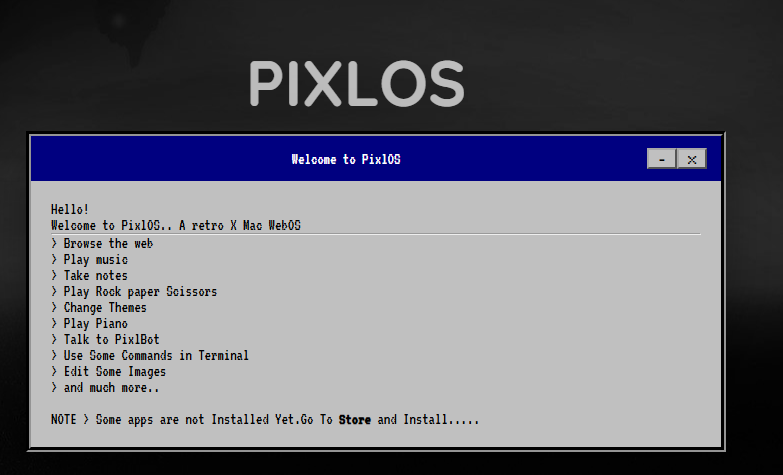 PIXLOS
Welcome to PixlOS
- X
Hello!
Welcome to PixlOS.. A retro X Mac WebOS
> Browse the web
> Play music
> Take notes
> Play Rock paper Scissors
> Change Themes
> Play Piano
> Talk to PixlBot
> Use Some Commands in Terminal
> Edit Some Images
> and much more..
NOTE > Some apps are not Installed Yet.Go To Store and Install.....